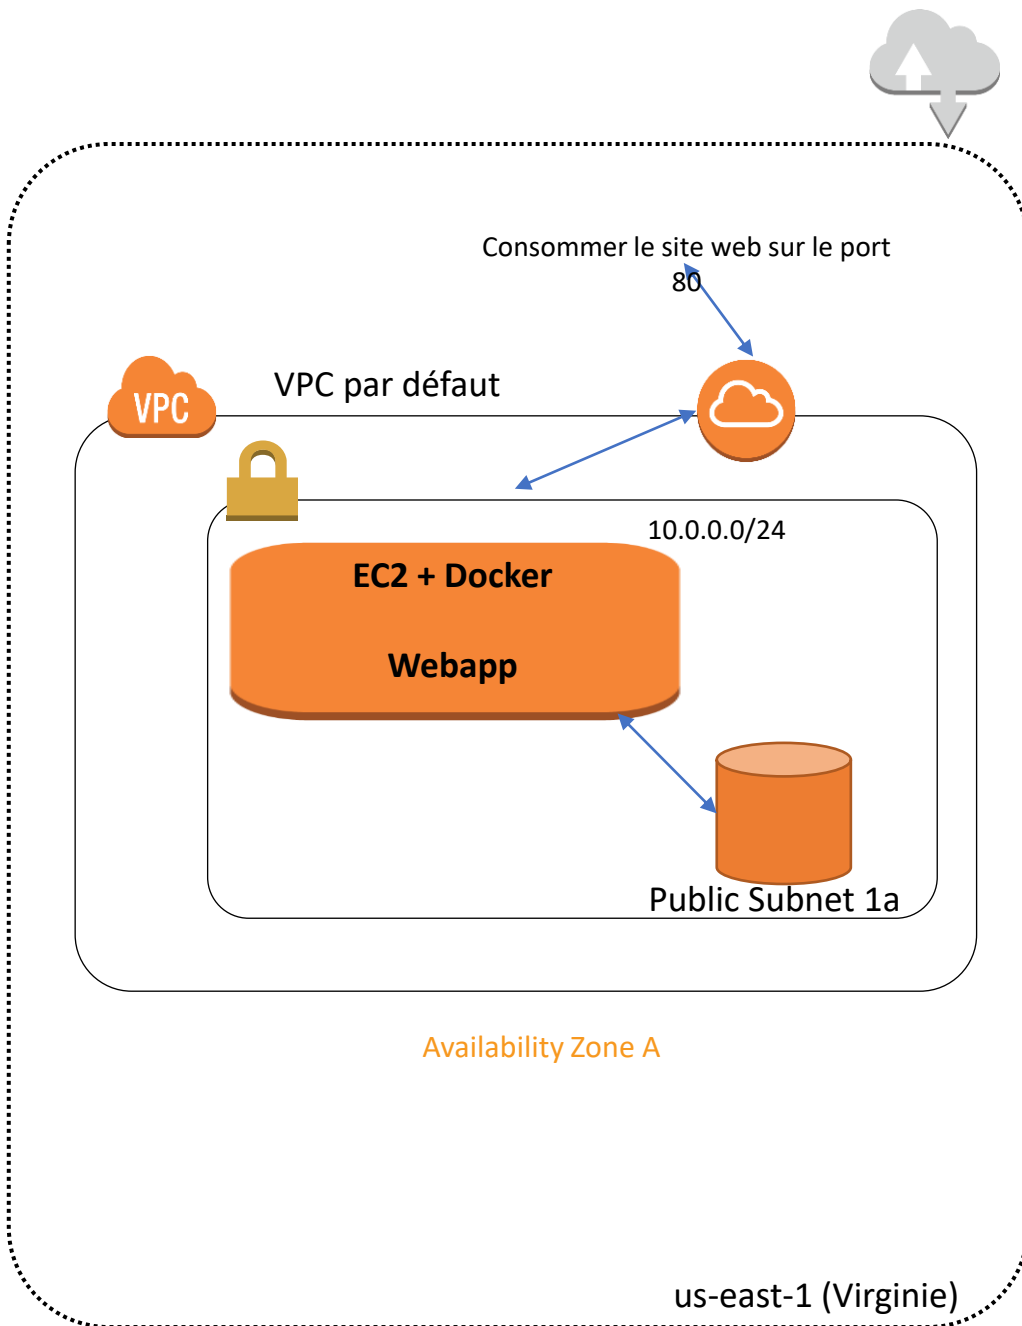 Consommer le site web sur le port
80
VPC par défaut
VPC
10.0.0.0/24
EC2 + Docker
Webapp
Public Subnet 1a
Availability Zone A
us-east-1 (Virginie)